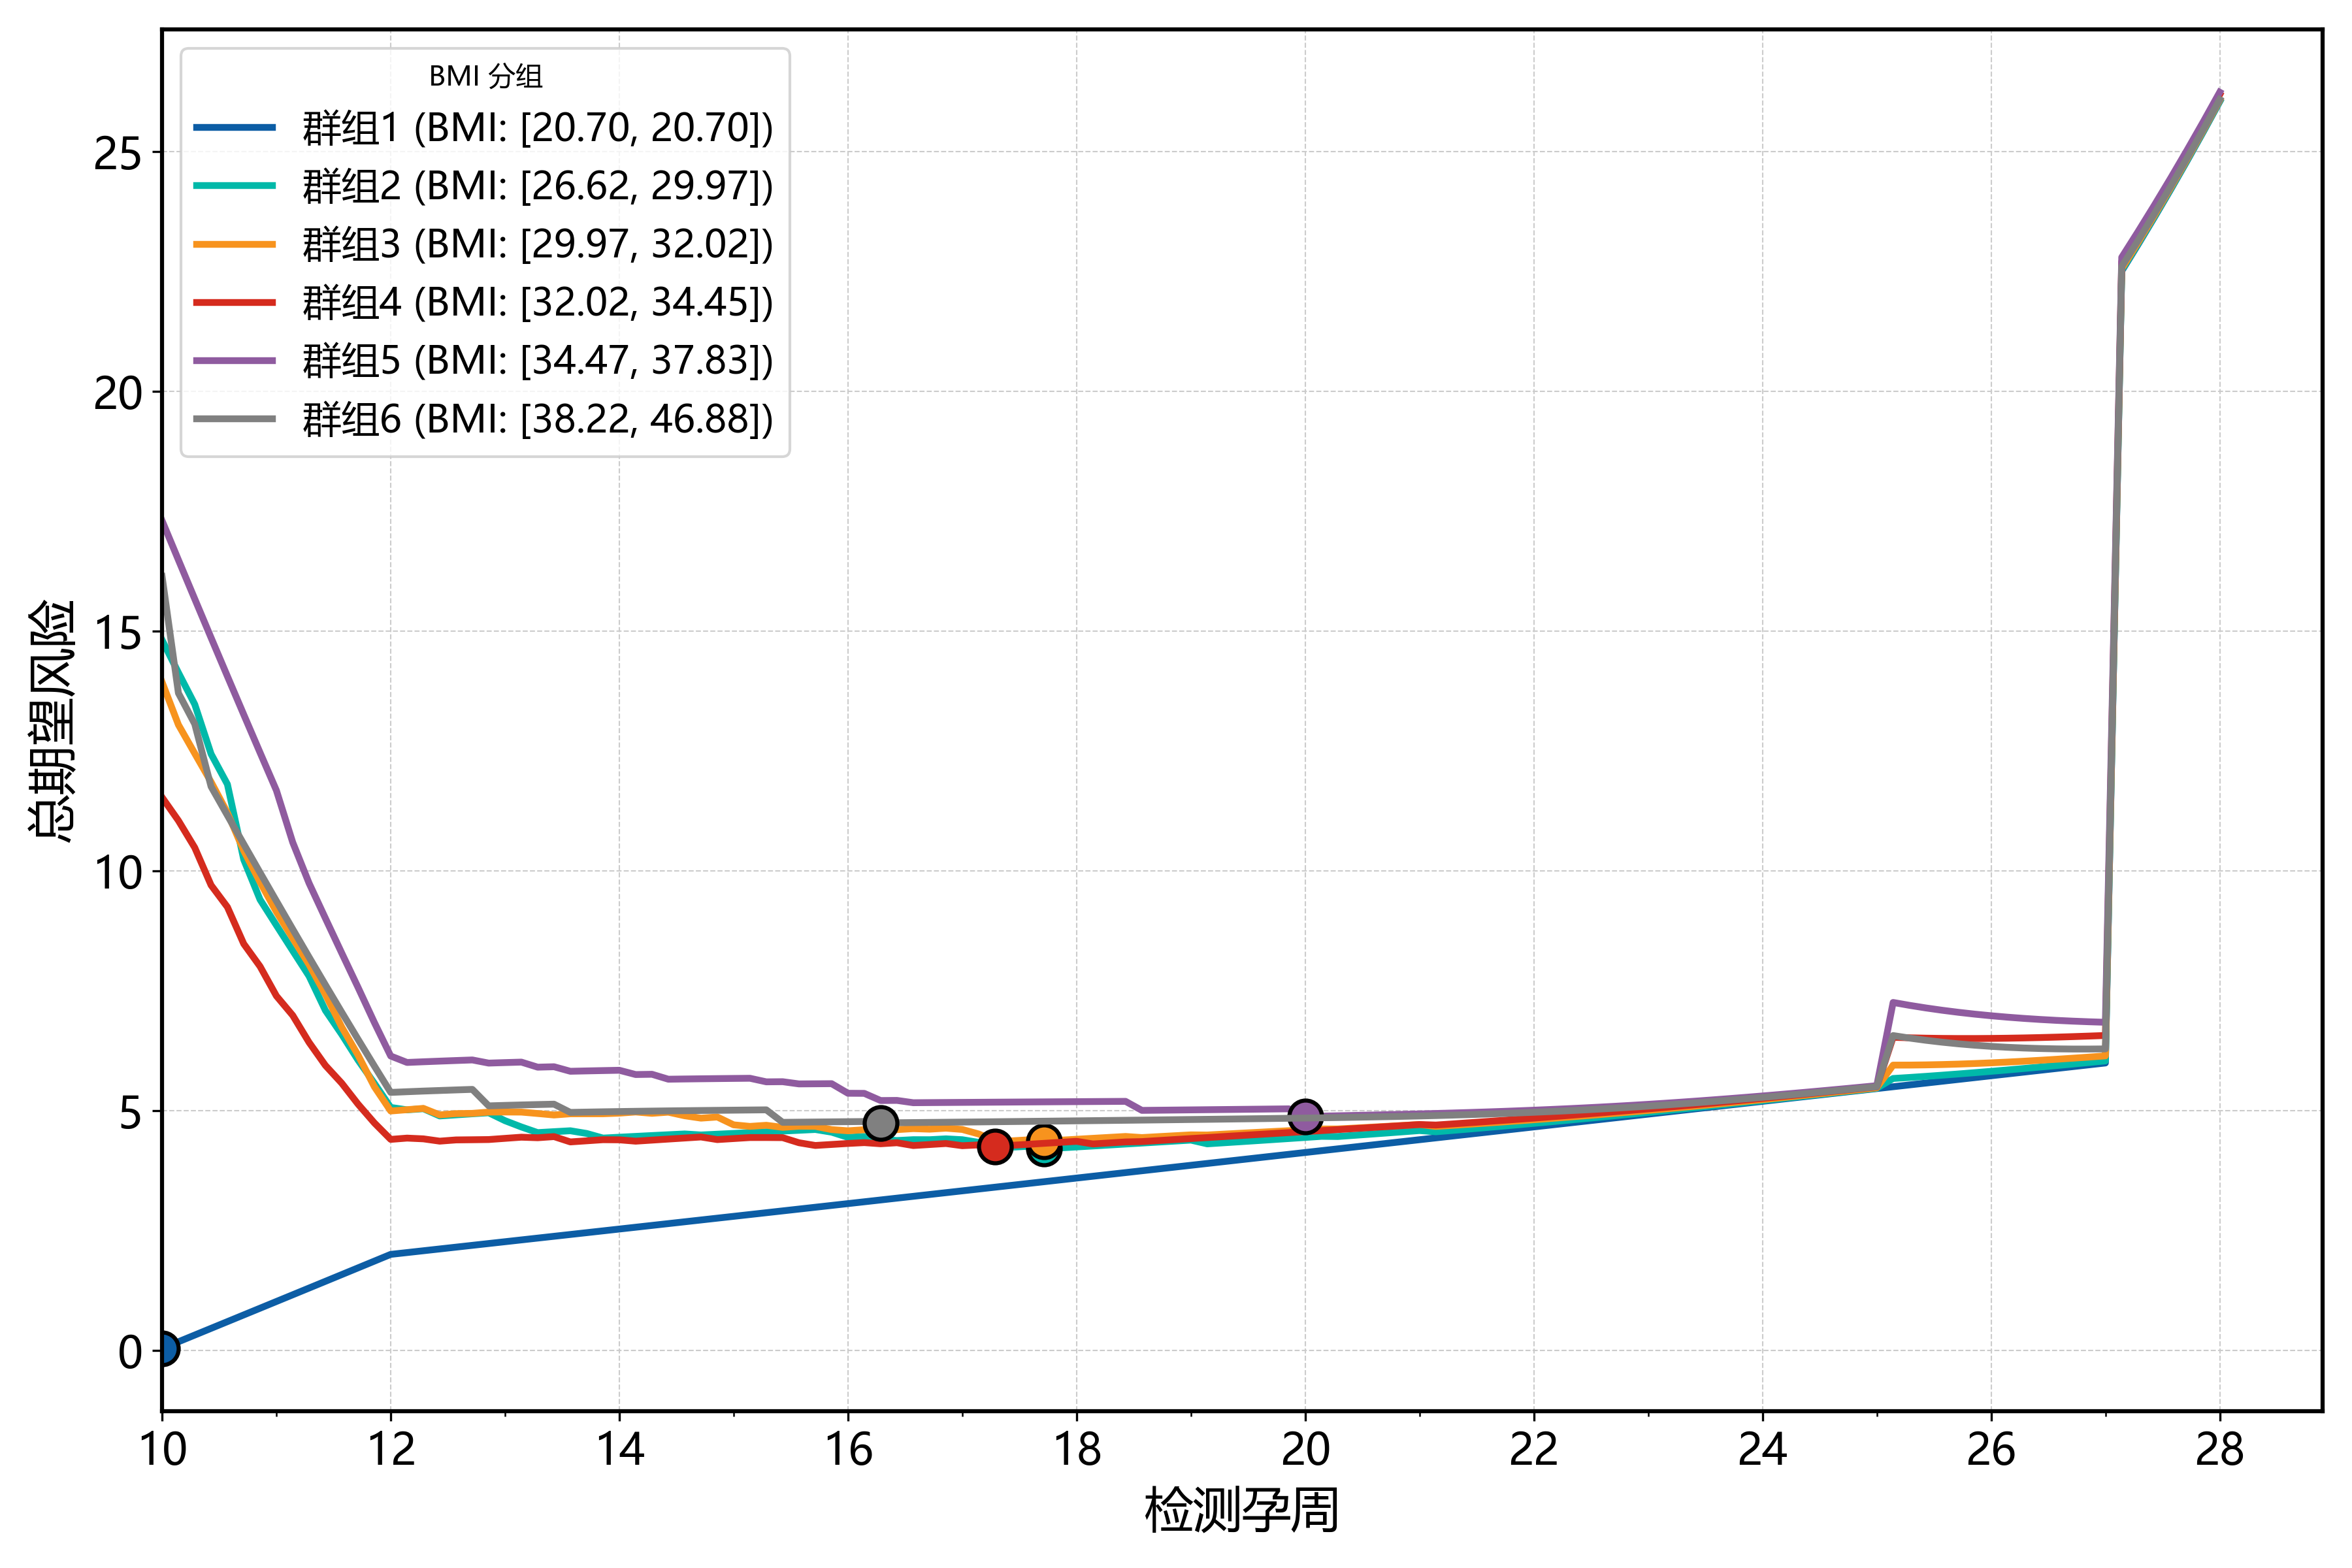 BMI 分组
群组1 (BMI: [20.70, 20.70])
群组2 (BMI: [26.62, 29.97])
群组3 (BMI: [29.97, 32.02])
群组4 (BMI: [32.02, 34.45])
群组5 (BMI: [34.47, 37.83])
群组6 (BMI: [38.22, 46.88])
25
20
15
10
5
0
总期望风险
10 12 14 16 18 20 22 24 26 28
检测孕周